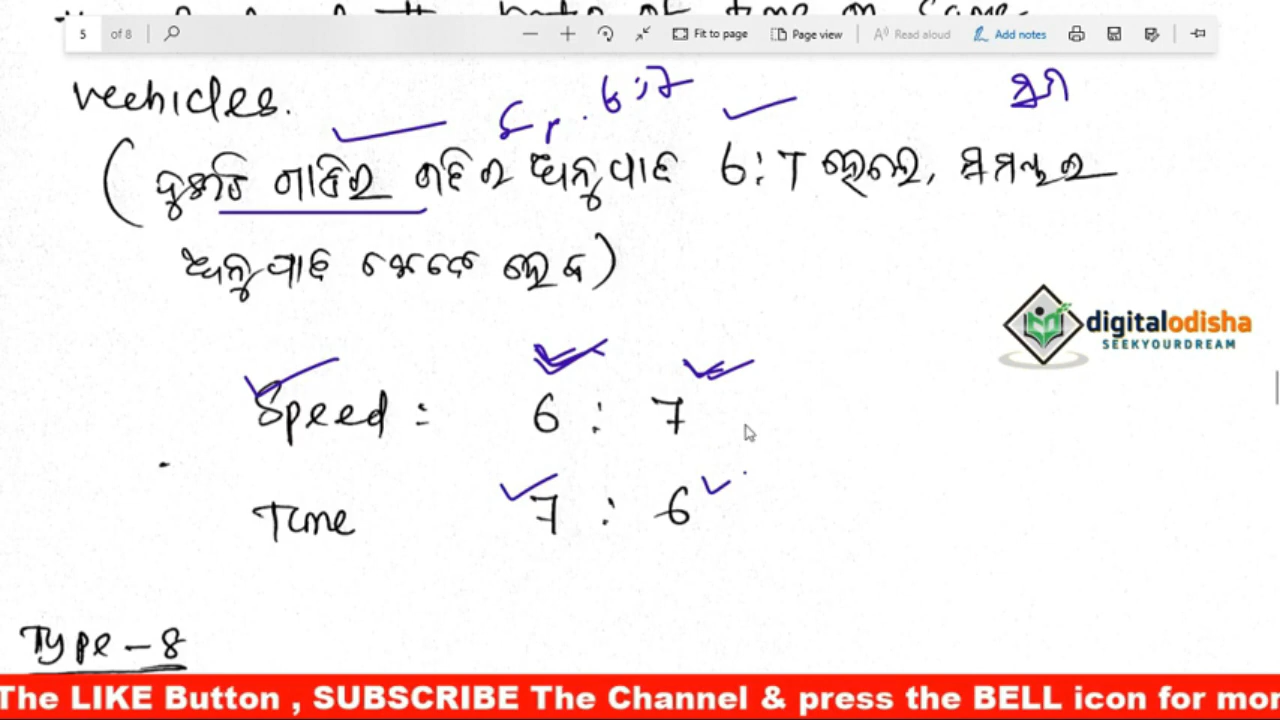 5 of 8 Fit to page Page view Read aloud Add notes
vehicles.
Sp. 6:7
(ଦୁଇଟି ଗାଡିର ଗତିର ଅନୁପାତ 6:7 ହେଲେ, ସମୟର
ଅନୁପାତ କେତେ ହେବ)
digitalodisha
SEEKYOURDREAM
Speed : 6 : 7
Time 7 : 6
Type - 8
The LIKE Button , SUBSCRIBE The Channel & press the BELL icon for mor